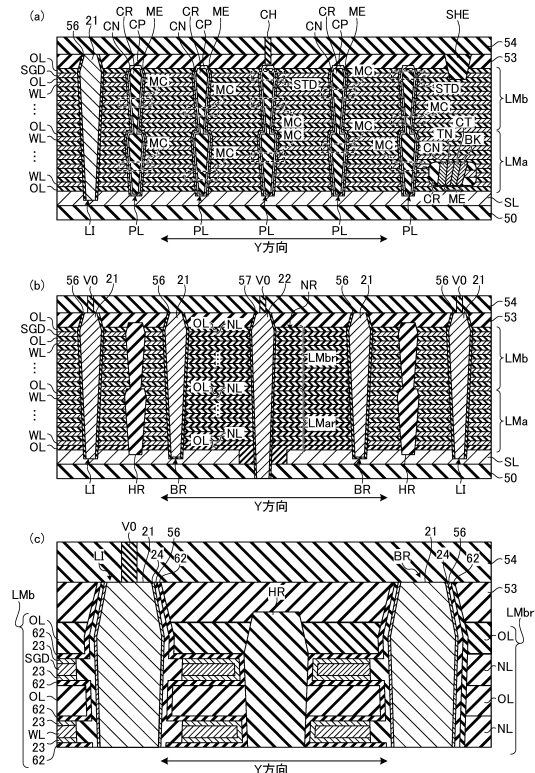 (a)
56 21 CR CP ME CN CR CP ME CN CH CR CP ME CN SHE
OL 54
SGD 53
OL MC MC STD MC STD
WL MC MC MC MC LMb
⋮ MC CT
OL MC TN BK
WL MC MC MC MC MC CN
⋮ LMa
WL SL
OL CR ME 50
LI PL PL PL PL PL
Y方向
(b)
56 V0 21 56 21 57 V0 22 NR 56 21 56 V0 21
OL 54
SGD OL NL 53
OL
WL LMbr LMb
⋮
OL OL NL
WL
⋮ LMar LMa
WL OL NL
OL SL
50
LI HR BR BR HR LI
Y方向
(c)
V0 21 56 21 56
LI 24 62 BR 24 62 54
LMb HR 53 LMbr
OL OL
62
23
SGD NL
23
62
OL OL
62
23
WL NL
23
62
Y方向